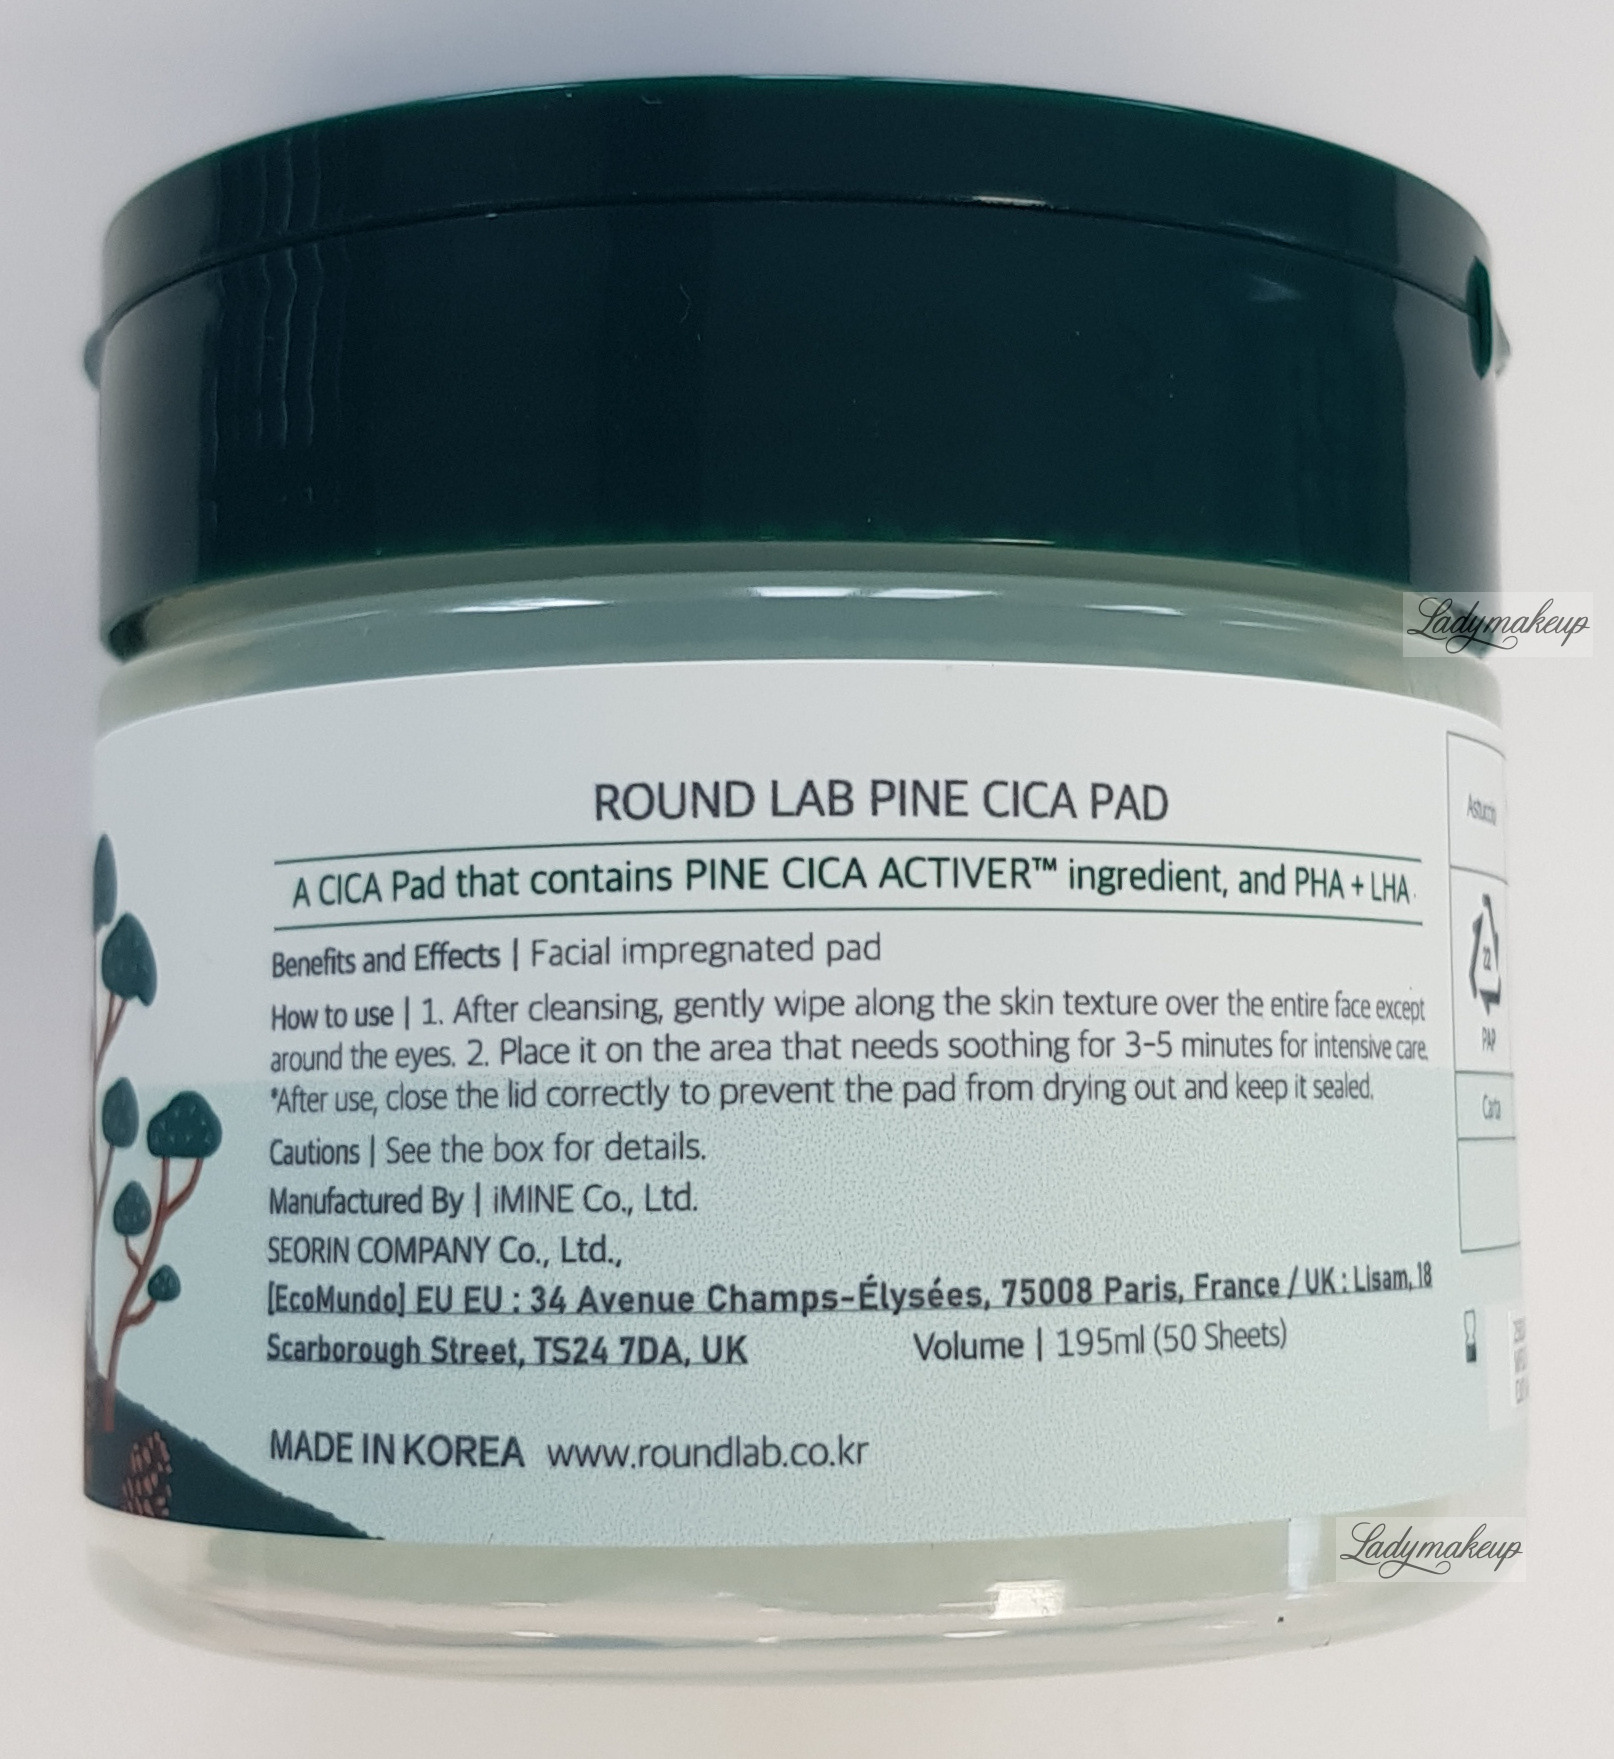 Ladymakeup
ROUND LAB PINE CICA PAD
A CICA Pad that contains PINE CICA ACTIVER™ ingredient, and PHA + LHA.
Benefits and Effects | Facial impregnated pad
How to use | 1. After cleansing, gently wipe along the skin texture over the entire face except
around the eyes. 2. Place it on the area that needs soothing for 3-5 minutes for intensive care.
*After use, close the lid correctly to prevent the pad from drying out and keep it sealed.
Cautions | See the box for details.
Manufactured By | iMINE Co., Ltd.
SEORIN COMPANY Co., Ltd.,
[EcoMundo] EU EU : 34 Avenue Champs-Élysées, 75008 Paris, France / UK : Lisam, 18
Scarborough Street, TS24 7DA, UK
Volume | 195ml (50 Sheets)
MADE IN KOREA www.roundlab.co.kr
Astuccio
22
PAP
Carta
Ladymakeup